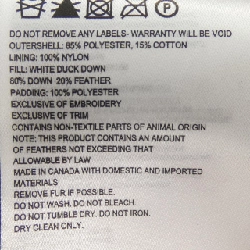 DO NOT REMOVE ANY LABELS- WARRANTY WILL BE VOID
OUTERSHELL: 85% POLYESTER, 15% COTTON
LINING: 100% NYLON
FILL: WHITE DUCK DOWN
80% DOWN 20% FEATHER
PADDING: 100% POLYESTER
EXCLUSIVE OF EMBROIDERY
EXCLUSIVE OF TRIM
CONTAINS NON-TEXTILE PARTS OF ANIMAL ORIGIN
NOTE: THIS PRODUCT CONTAINS AN AMOUNT
OF FEATHERS NOT EXCEEDING THAT
ALLOWABLE BY LAW
MADE IN CANADA WITH DOMESTIC AND IMPORTED
MATERIALS
REMOVE FUR IF POSSIBLE.
DO NOT WASH. DO NOT BLEACH.
DO NOT TUMBLE DRY. DO NOT IRON.
DRY CLEAN ONLY.